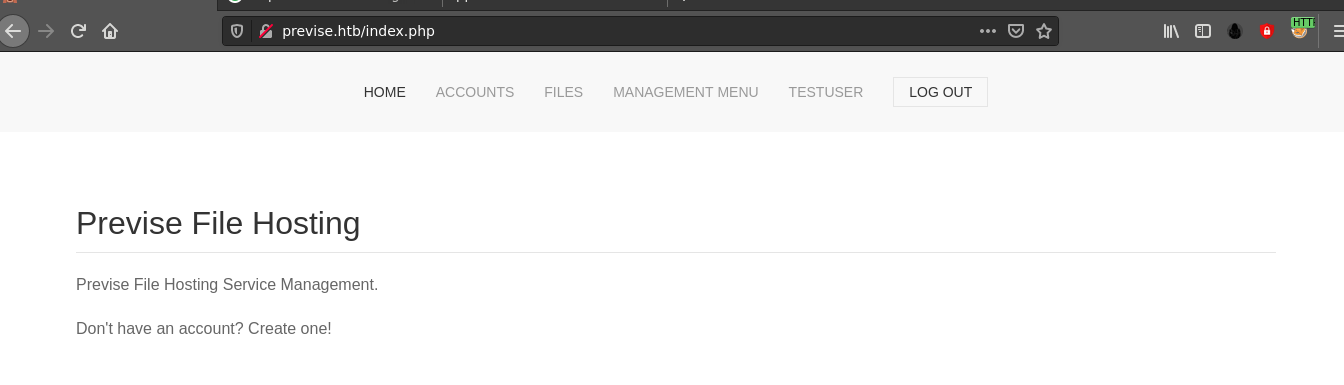 previse.htb/index.php
HOME ACCOUNTS FILES MANAGEMENT MENU TESTUSER LOG OUT
Previse File Hosting
Previse File Hosting Service Management.
Don't have an account? Create one!